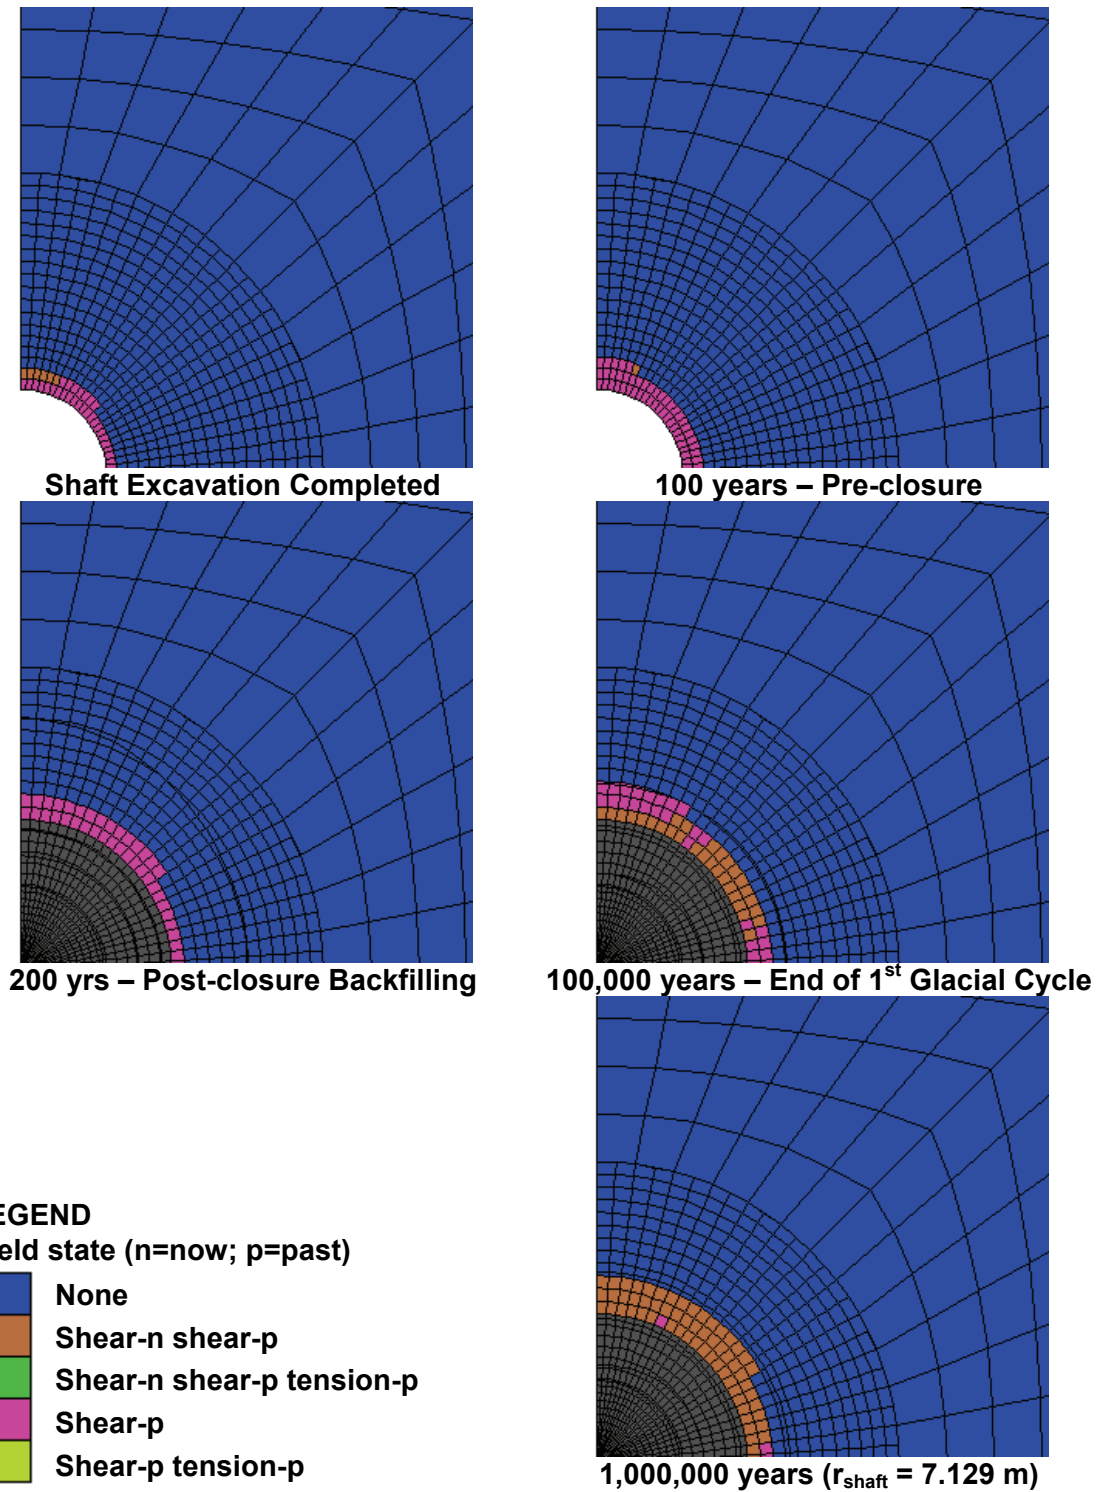 Shaft Excavation Completed
100 years – Pre-closure
200 yrs – Post-closure Backfilling
100,000 years – End of 1st Glacial Cycle
EGEND
eld state (n=now; p=past)
None
Shear-n shear-p
Shear-n shear-p tension-p
Shear-p
Shear-p tension-p
1,000,000 years (rshaft = 7.129 m)